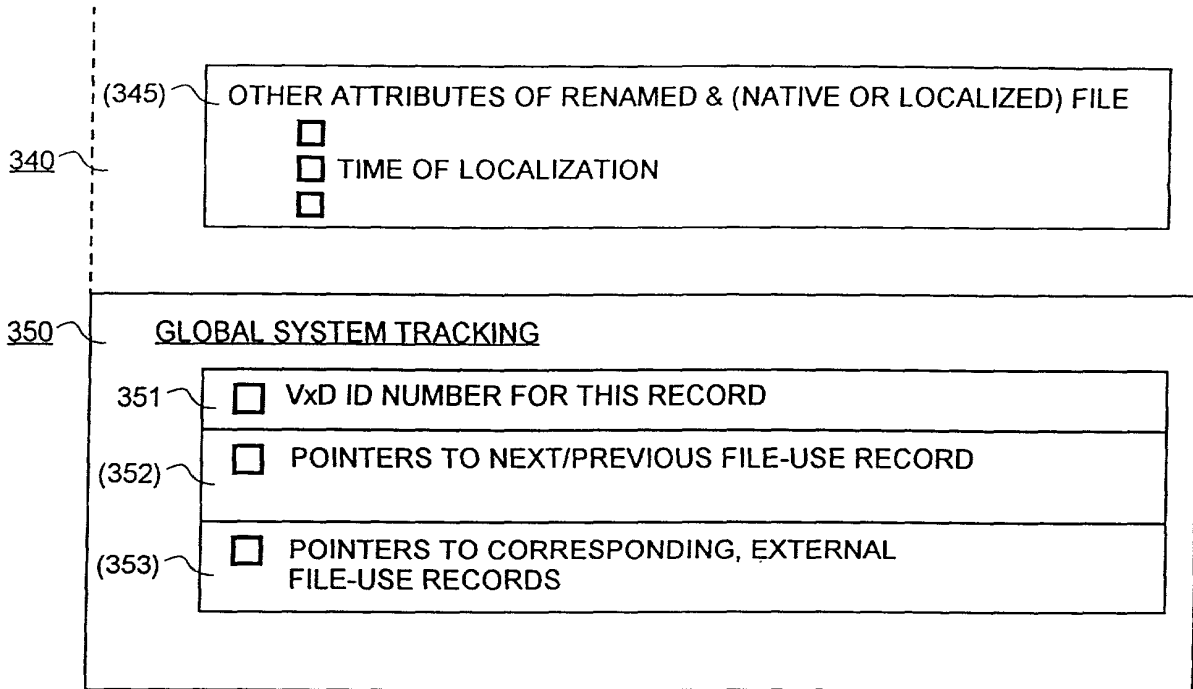 (345) OTHER ATTRIBUTES OF RENAMED & (NATIVE OR LOCALIZED) FILE
340 TIME OF LOCALIZATION
350 GLOBAL SYSTEM TRACKING
351 VxD ID NUMBER FOR THIS RECORD
(352) POINTERS TO NEXT/PREVIOUS FILE-USE RECORD
(353) POINTERS TO CORRESPONDING, EXTERNAL
FILE-USE RECORDS